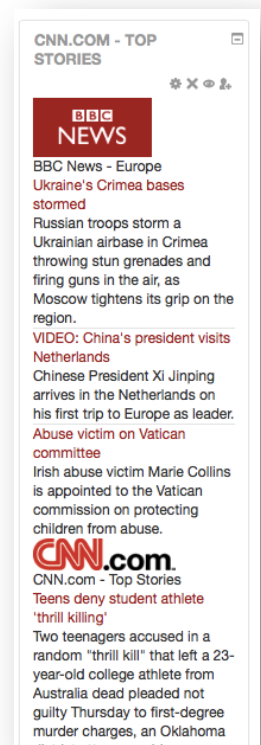 CNN.COM - TOP
STORIES
BBC
NEWS
BBC News - Europe
Ukraine's Crimea bases
stormed
Russian troops storm a
Ukrainian airbase in Crimea
throwing stun grenades and
firing guns in the air, as
Moscow tightens its grip on the
region.
VIDEO: China's president visits
Netherlands
Chinese President Xi Jinping
arrives in the Netherlands on
his first trip to Europe as leader.
Abuse victim on Vatican
committee
Irish abuse victim Marie Collins
is appointed to the Vatican
commission on protecting
children from abuse.
CNN.com.
CNN.com - Top Stories
Teens deny student athlete
'thrill killing'
Two teenagers accused in a
random "thrill kill" that left a 23-
year-old college athlete from
Australia dead pleaded not
guilty Thursday to first-degree
murder charges, an Oklahoma